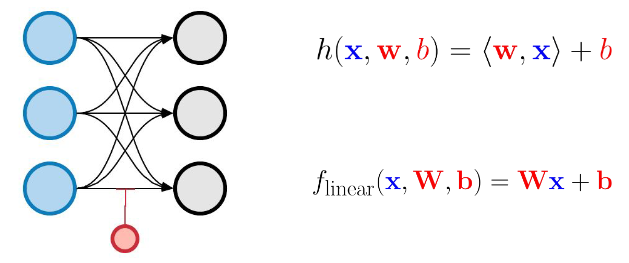 h(x, w, b) = ⟨w, x⟩ + b
f_linear(x, W, b) = Wx + b